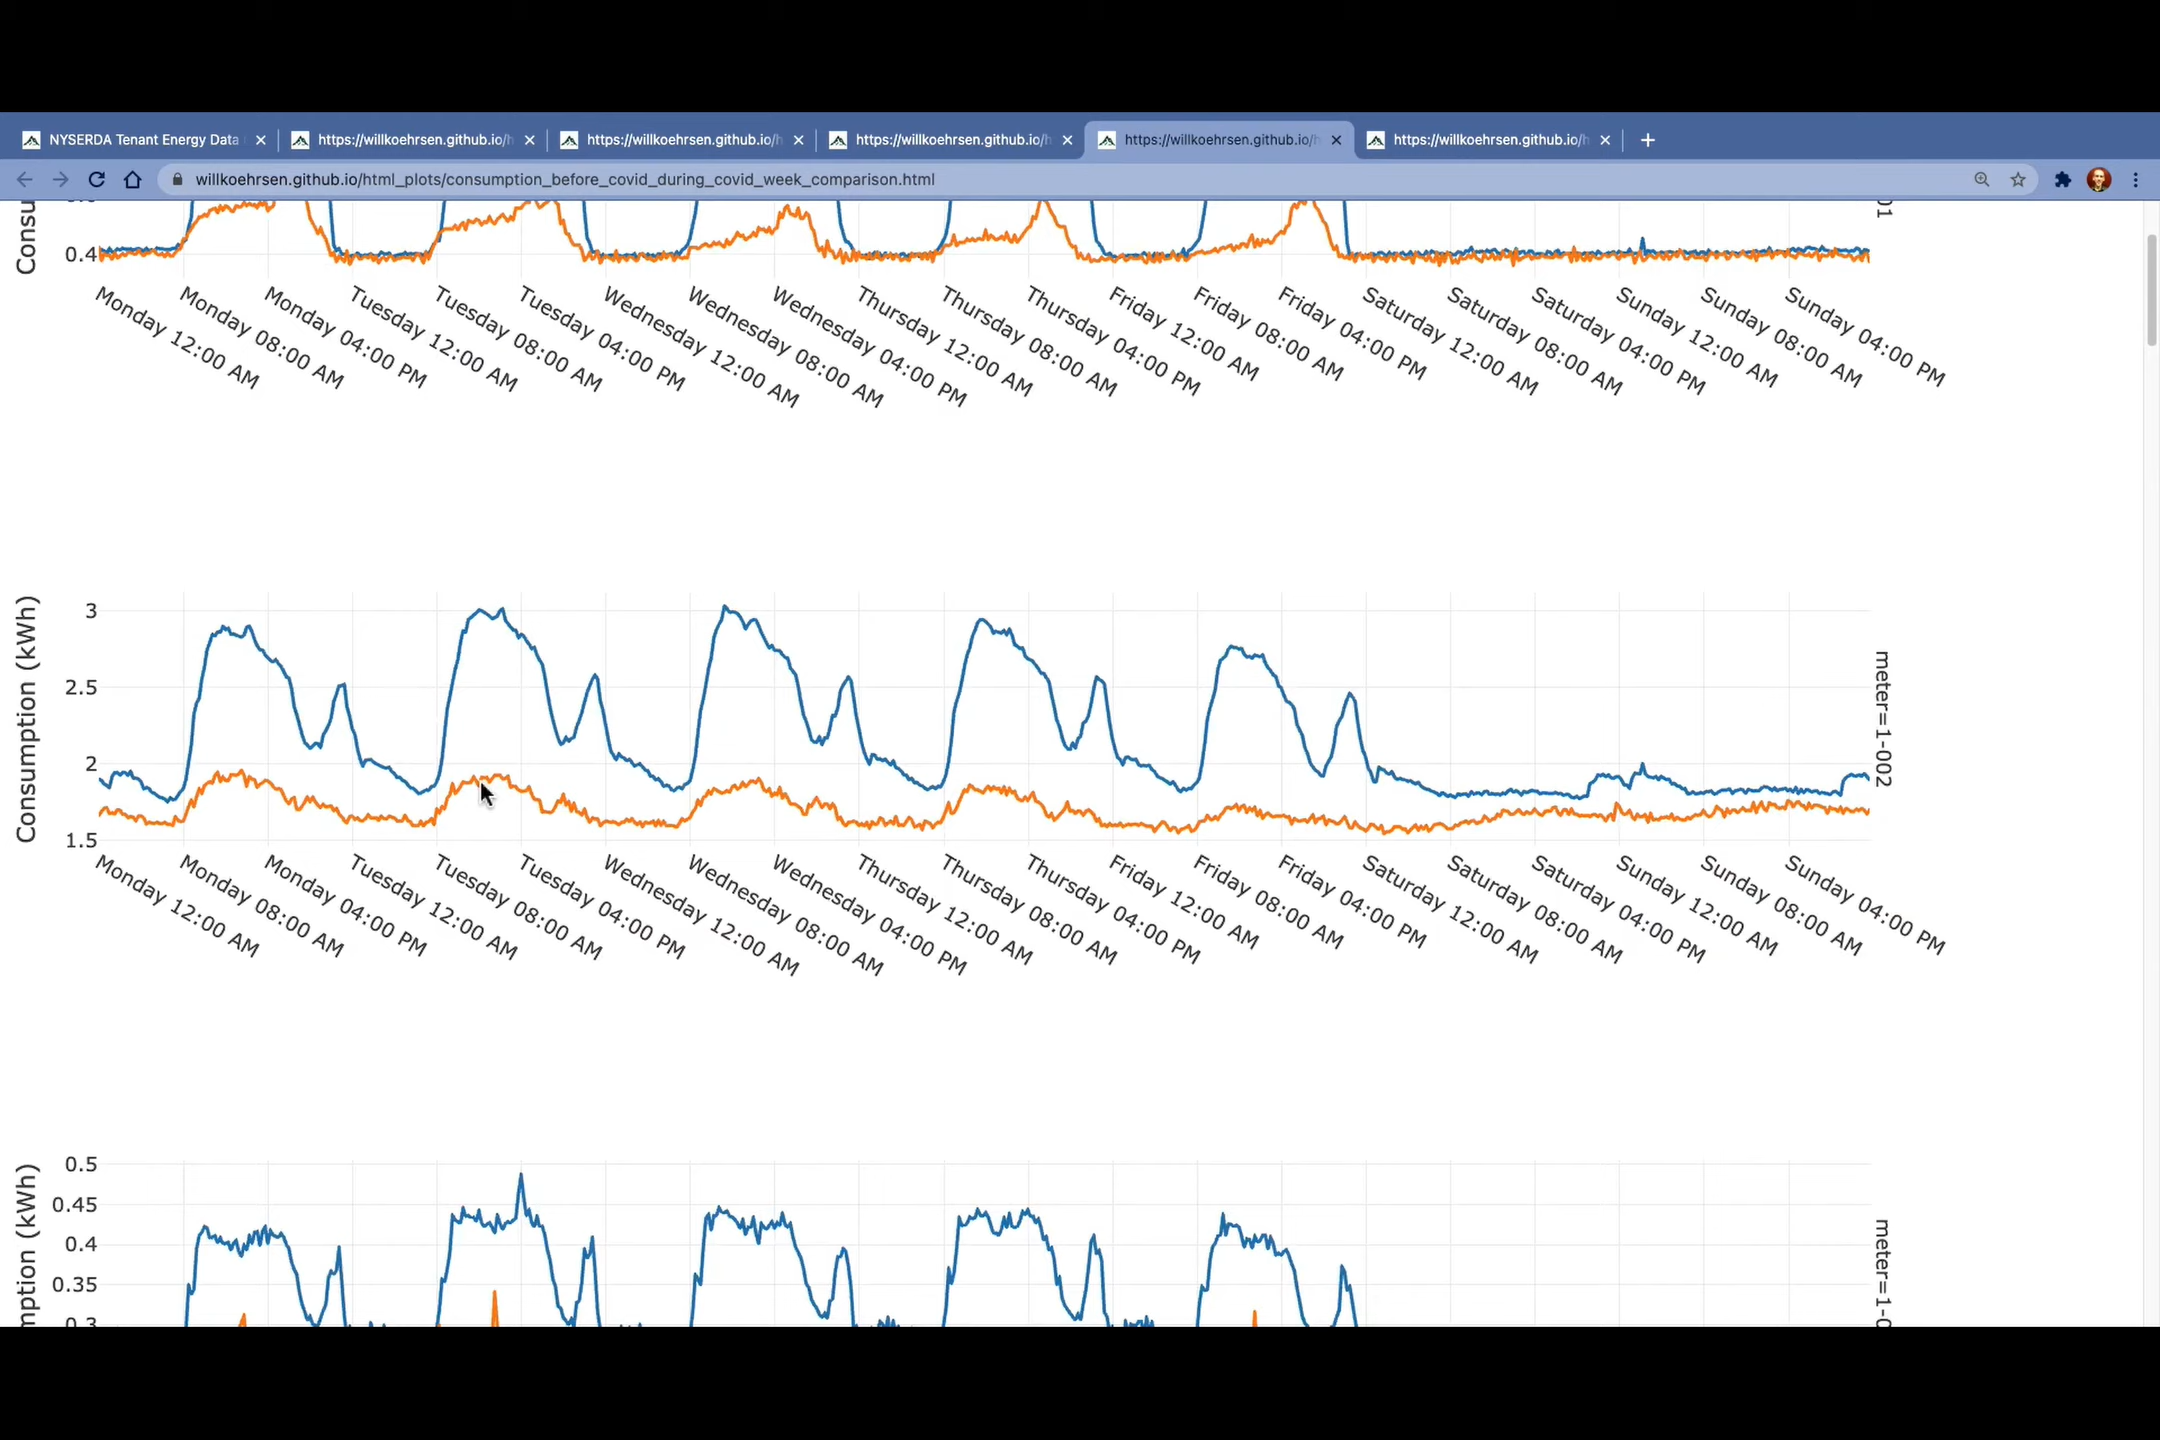 NYSERDA Tenant Energy Data
https://willkoehrsen.github.io/h
https://willkoehrsen.github.io/h
https://willkoehrsen.github.io/h
https://willkoehrsen.github.io/h
https://willkoehrsen.github.io/h
willkoehrsen.github.io/html_plots/consumption_before_covid_during_covid_week_comparison.html
Consu
0.4
01
Monday 12:00 AM
Monday 08:00 AM
Monday 04:00 PM
Tuesday 12:00 AM
Tuesday 08:00 AM
Tuesday 04:00 PM
Wednesday 12:00 AM
Wednesday 08:00 AM
Wednesday 04:00 PM
Thursday 12:00 AM
Thursday 08:00 AM
Thursday 04:00 PM
Friday 12:00 AM
Friday 08:00 AM
Friday 04:00 PM
Saturday 12:00 AM
Saturday 08:00 AM
Saturday 04:00 PM
Sunday 12:00 AM
Sunday 08:00 AM
Sunday 04:00 PM
Consumption (kWh)
3
2.5
2
1.5
meter=1-002
Monday 12:00 AM
Monday 08:00 AM
Monday 04:00 PM
Tuesday 12:00 AM
Tuesday 08:00 AM
Tuesday 04:00 PM
Wednesday 12:00 AM
Wednesday 08:00 AM
Wednesday 04:00 PM
Thursday 12:00 AM
Thursday 08:00 AM
Thursday 04:00 PM
Friday 12:00 AM
Friday 08:00 AM
Friday 04:00 PM
Saturday 12:00 AM
Saturday 08:00 AM
Saturday 04:00 PM
Sunday 12:00 AM
Sunday 08:00 AM
Sunday 04:00 PM
mption (kWh)
0.5
0.45
0.4
0.35
0.3
meter=1-0